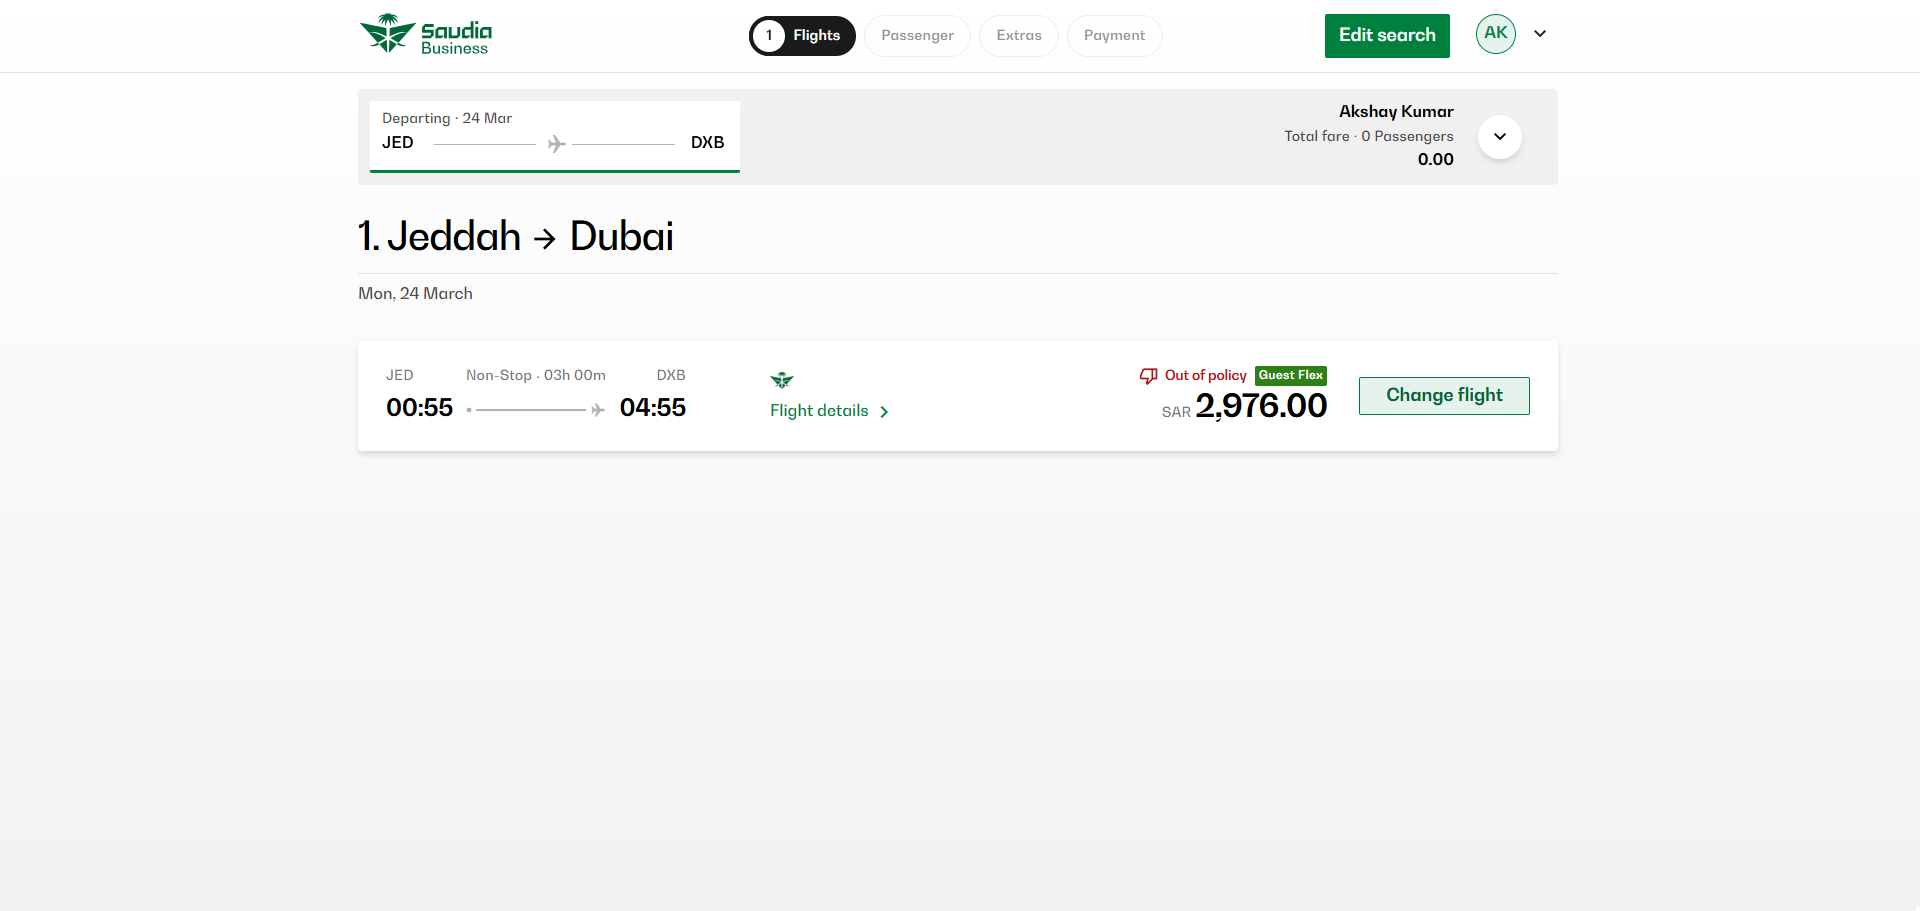 Saudia
Business
1 Flights
Passenger
Extras
Payment
Edit search
AK
Departing · 24 Mar
JED DXB
Akshay Kumar
Total fare · 0 Passengers
0.00
1. Jeddah → Dubai
Mon, 24 March
JED Non-Stop · 03h 00m DXB
00:55 04:55
Flight details
Out of policy Guest Flex
SAR 2,976.00
Change flight